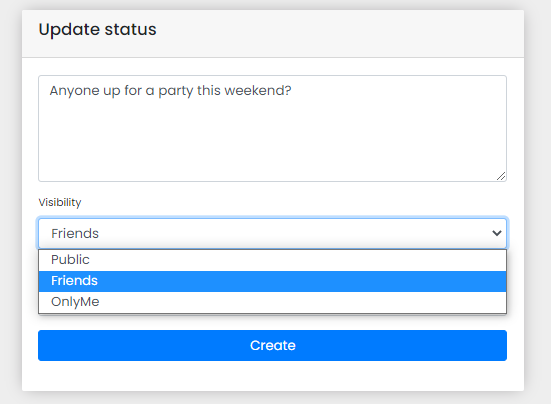 Update status
Anyone up for a party this weekend?
Visibility
Friends
Public
Friends
OnlyMe
Create